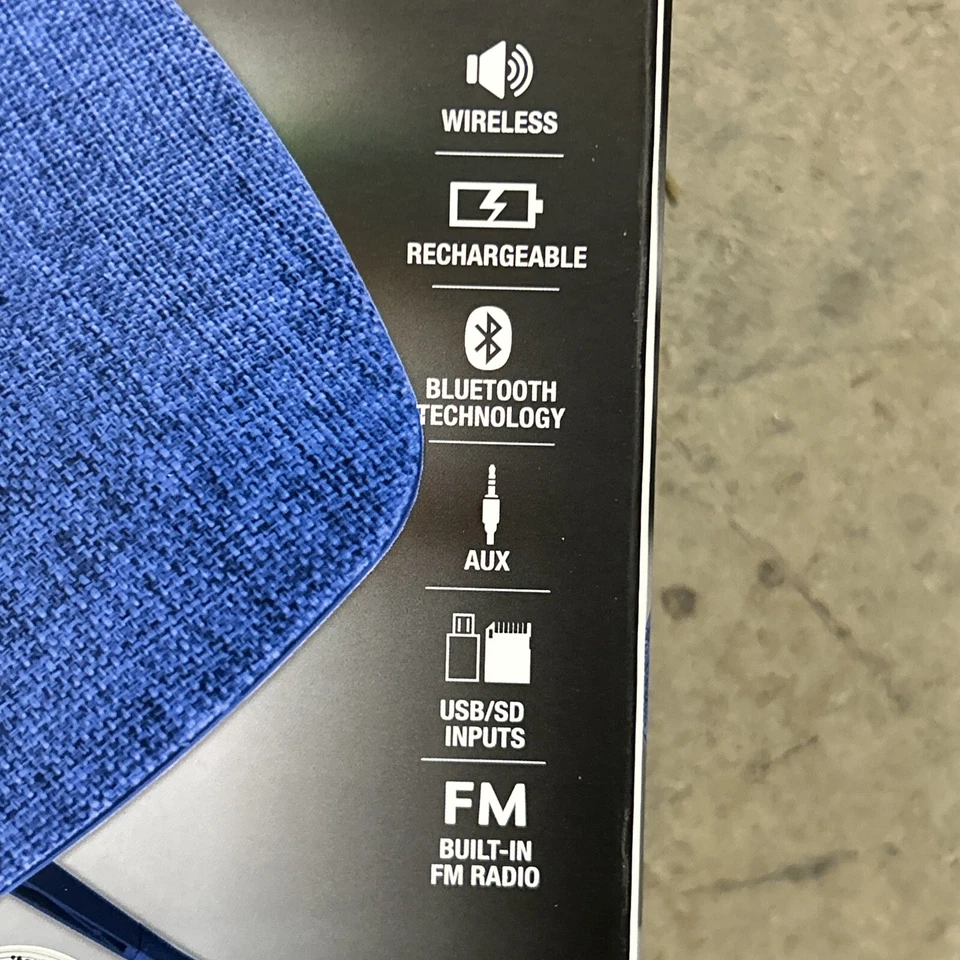 WIRELESS
RECHARGEABLE
BLUETOOTH
TECHNOLOGY
AUX
USB/SD
INPUTS
FM
BUILT-IN
FM RADIO